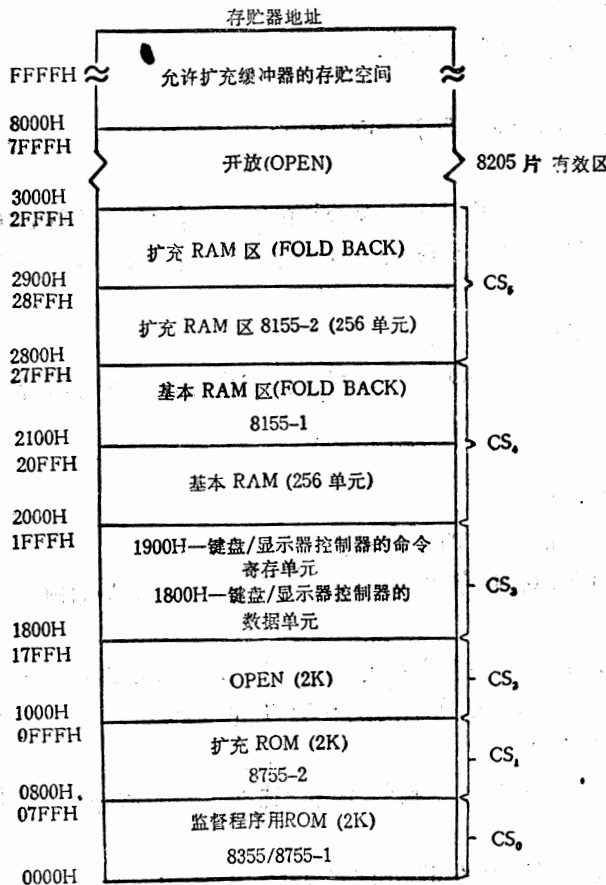 存贮器地址
FFFFH
允许扩充缓冲器的存贮空间
8000H
7FFFH
开放(OPEN)
8205 片 有效区
3000H
2FFFH
扩充 RAM 区 (FOLD BACK)
2900H
28FFH
CS₅
扩充 RAM 区 8155-2 (256 单元)
2800H
27FFH
基本 RAM 区(FOLD BACK)
8155-1
2100H
20FFH
CS₄
基本 RAM (256 单元)
2000H
1FFFH
1900H—键盘/显示器控制器的命令
寄存单元
1800H—键盘/显示器控制器的
数据单元
CS₃
1800H
17FFH
OPEN (2K)
CS₂
1000H
0FFFH
扩充 ROM (2K)
8755-2
CS₁
0800H
07FFH
监督程序用ROM (2K)
8355/8755-1
CS₀
0000H